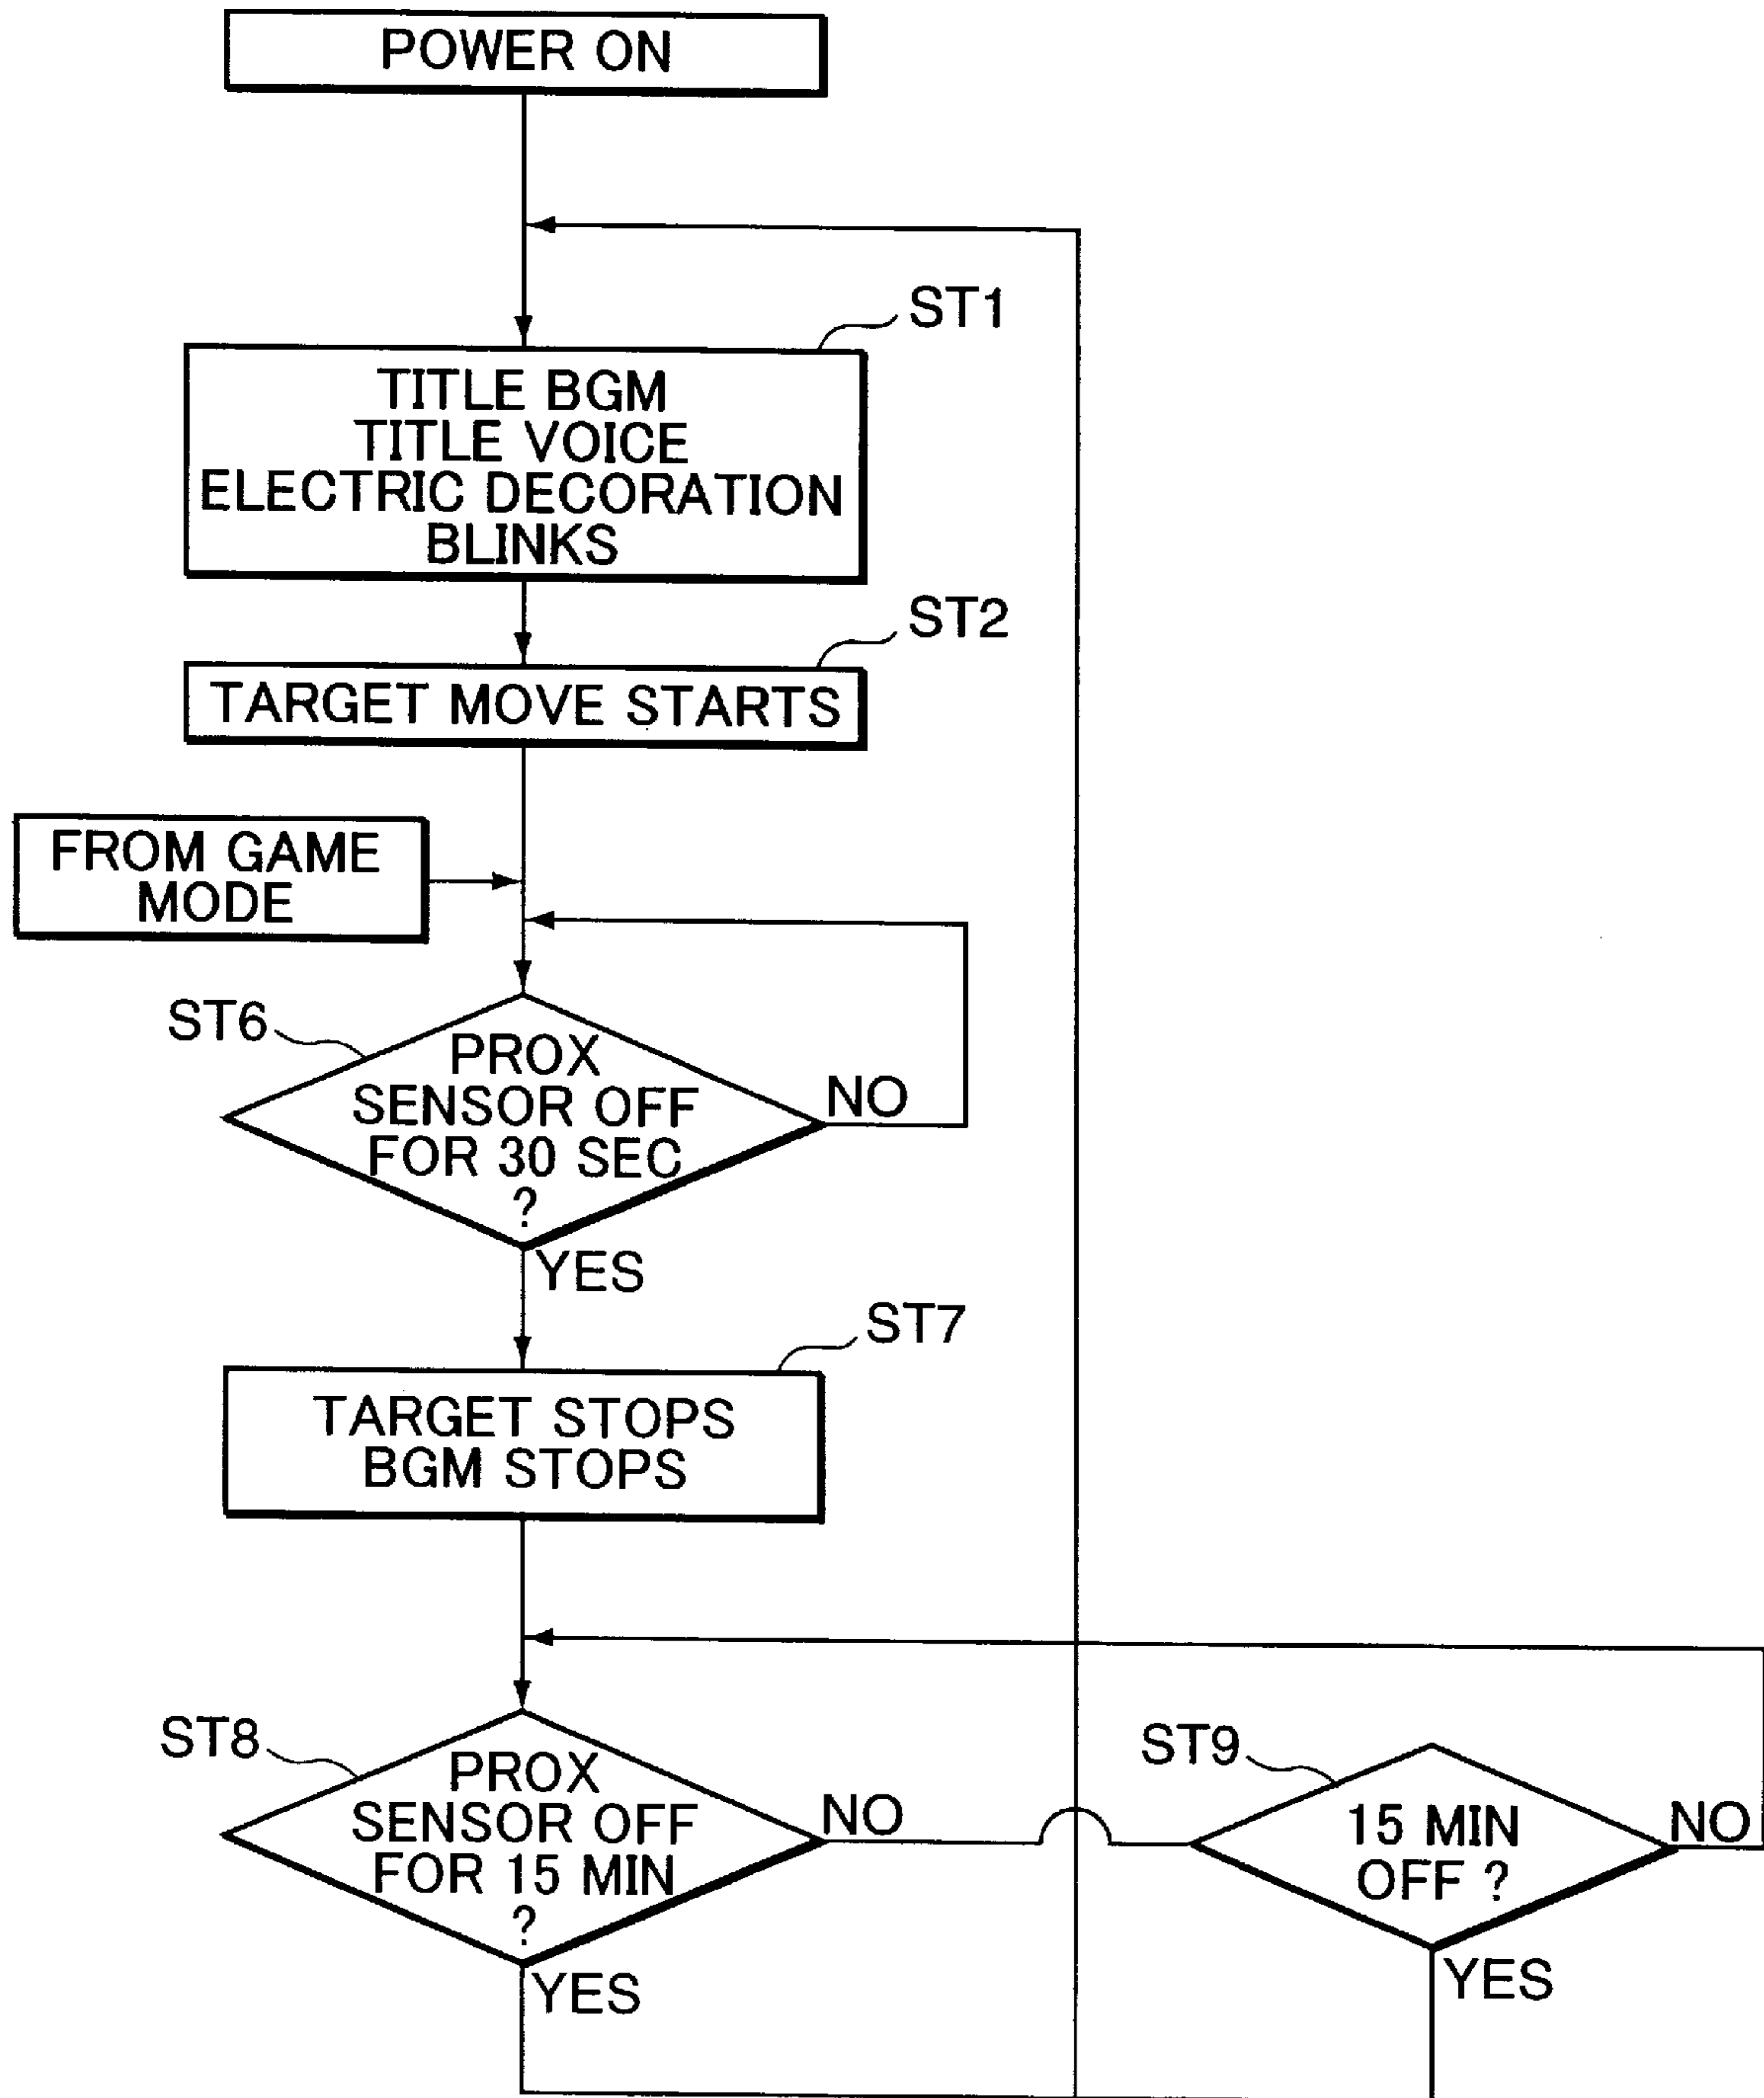 POWER ON
ST1
TITLE BGM
TITLE VOICE
ELECTRIC DECORATION
BLINKS
ST2
TARGET MOVE STARTS
FROM GAME
MODE
ST6
PROX
SENSOR OFF
FOR 30 SEC
?
NO
YES
ST7
TARGET STOPS
BGM STOPS
ST8
PROX
SENSOR OFF
FOR 15 MIN
?
NO
YES
ST9
15 MIN
OFF ?
NO
YES